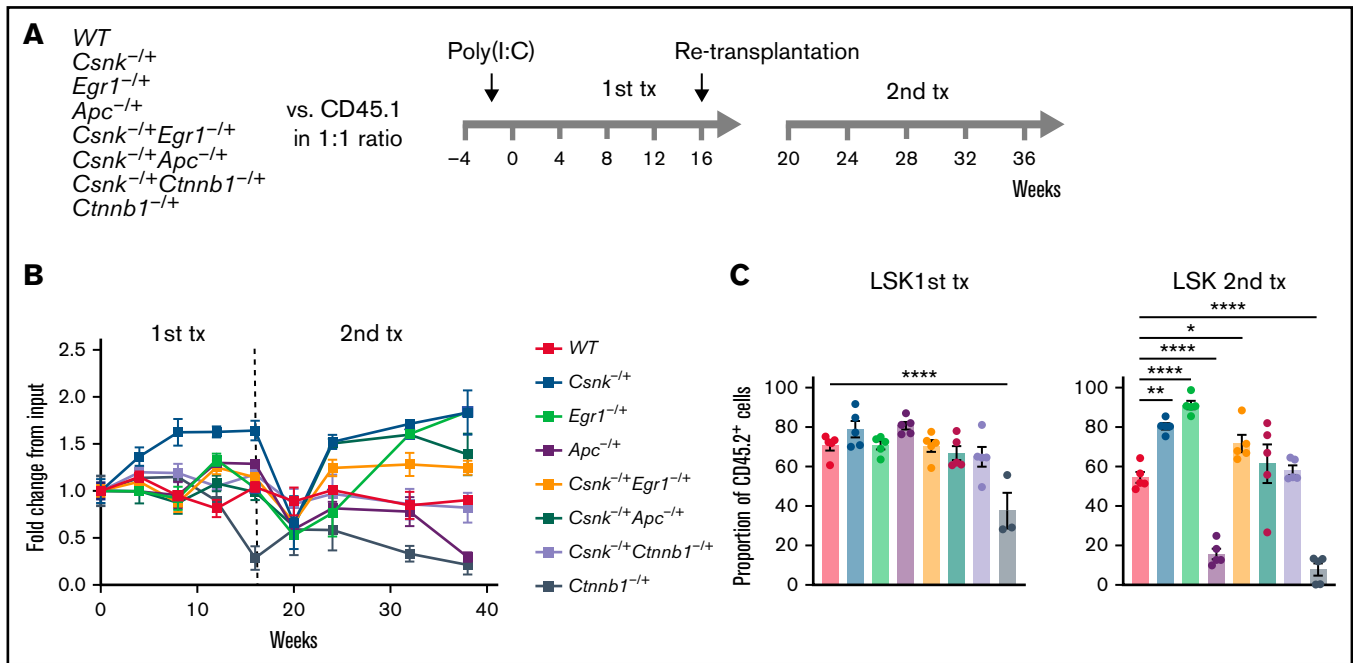 A
WT
Csnk−/+
Egr1−/+
Apc−/+
Csnk−/+Egr1−/+
Csnk−/+Apc−/+
Csnk−/+Ctnnb1−/+
Ctnnb1−/+
vs. CD45.1
in 1:1 ratio
Poly(I:C)
Re-transplantation
1st tx
2nd tx
−4 0 4 8 12 16
20 24 28 32 36
Weeks
B
1st tx
2nd tx
Fold change from input
2.5
2.0
1.5
1.0
0.5
0.0
0 10 20 30 40
Weeks
WT
Csnk−/+
Egr1−/+
Apc−/+
Csnk−/+Egr1−/+
Csnk−/+Apc−/+
Csnk−/+Ctnnb1−/+
Ctnnb1−/+
C
LSK1st tx
Proportion of CD45.2+ cells
****
100
80
60
40
20
0
LSK 2nd tx
****
*
****
****
**
100
80
60
40
20
0